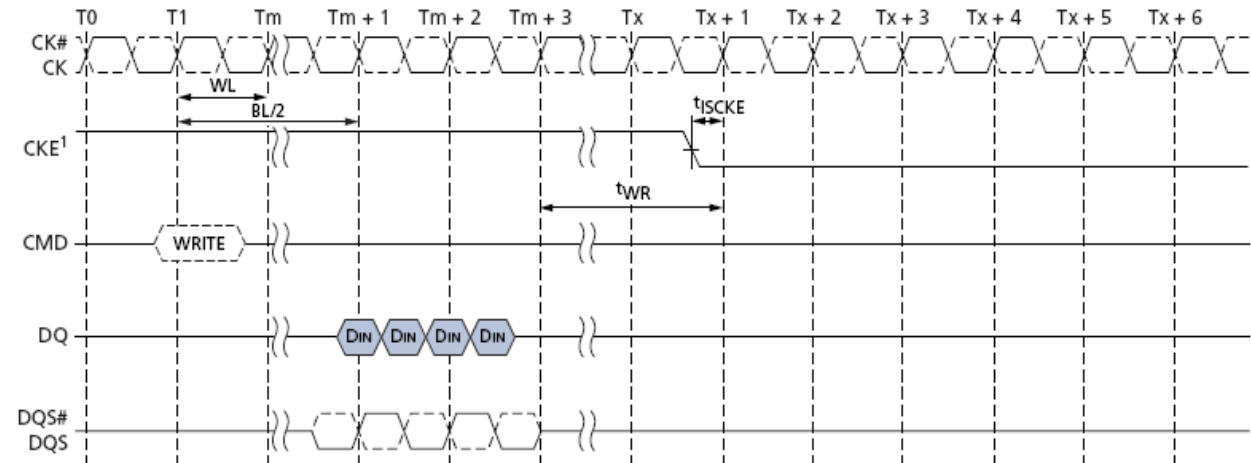 T0 T1 Tm Tm + 1 Tm + 2 Tm + 3 Tx Tx + 1 Tx + 2 Tx + 3 Tx + 4 Tx + 5 Tx + 6
CK#
CK
WL
BL/2
tISCKE
CKE1
tWR
CMD WRITE
DQ DIN DIN DIN DIN
DQS#
DQS